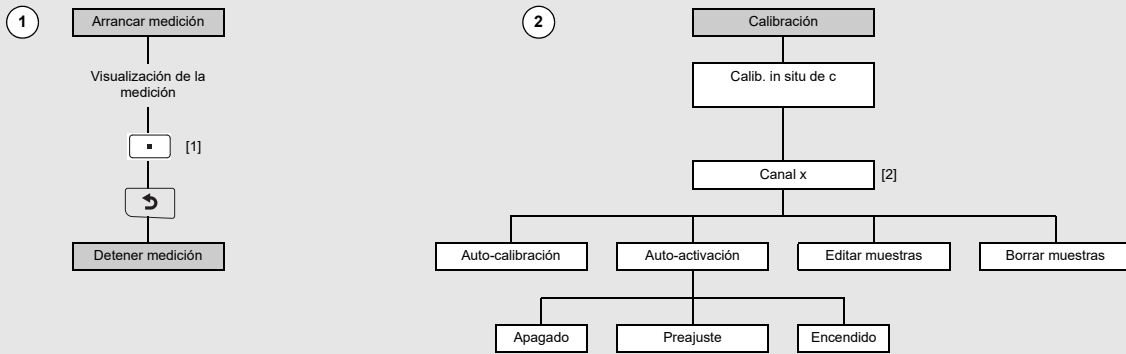 1
Arrancar medición
Visualización de la
medición
[1]
Detener medición
2
Calibración
Calib. in situ de c
Canal x
[2]
Auto-calibración
Auto-activación
Editar muestras
Borrar muestras
Apagado
Preajuste
Encendido